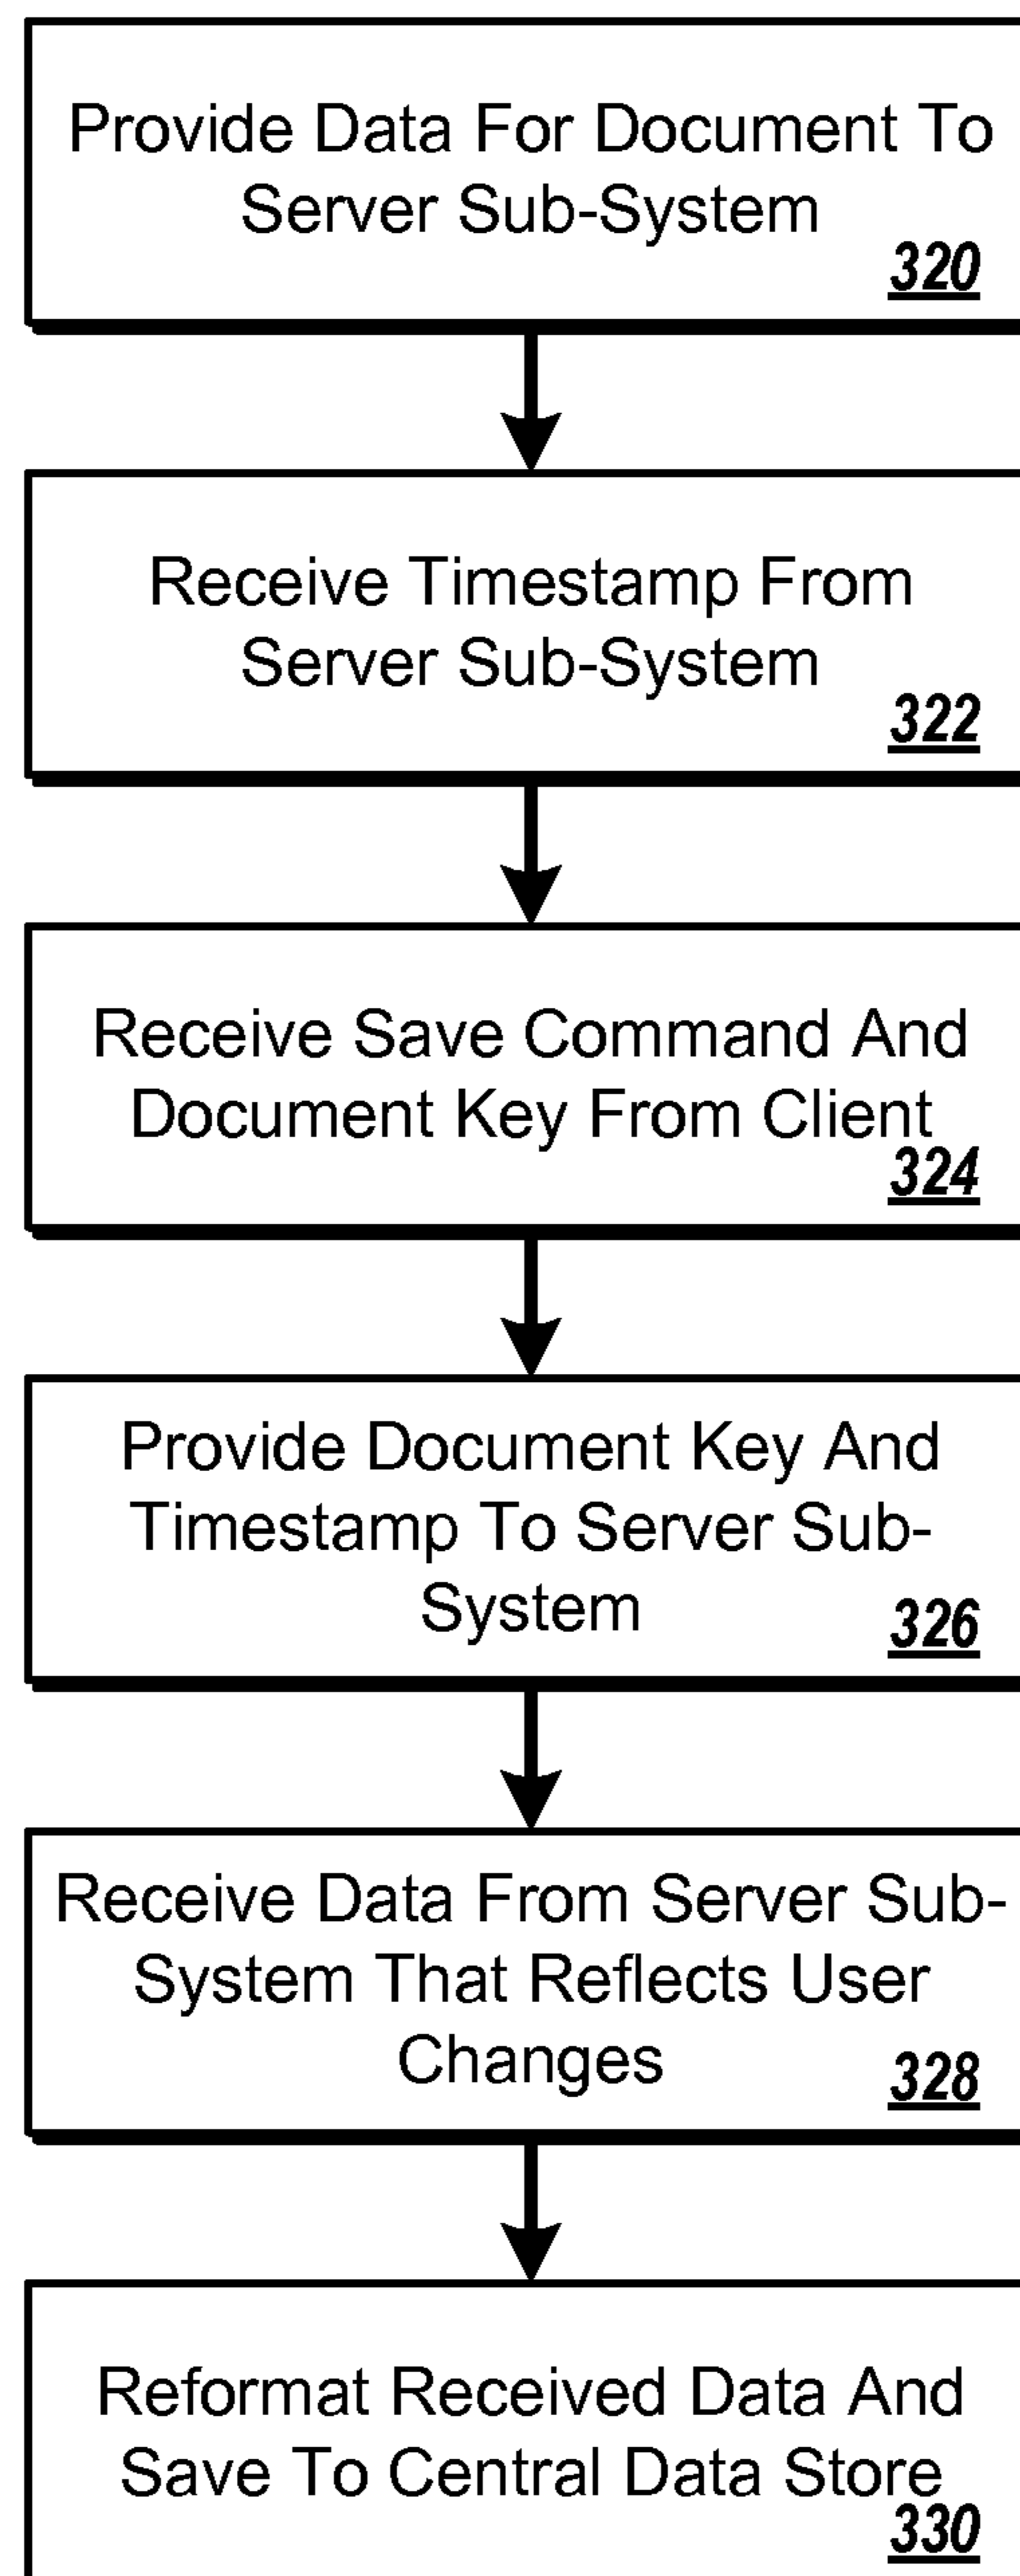 Provide Data For Document To
Server Sub-System
320
Receive Timestamp From
Server Sub-System
322
Receive Save Command And
Document Key From Client
324
Provide Document Key And
Timestamp To Server Sub-
System
326
Receive Data From Server Sub-
System That Reflects User
Changes
328
Reformat Received Data And
Save To Central Data Store
330